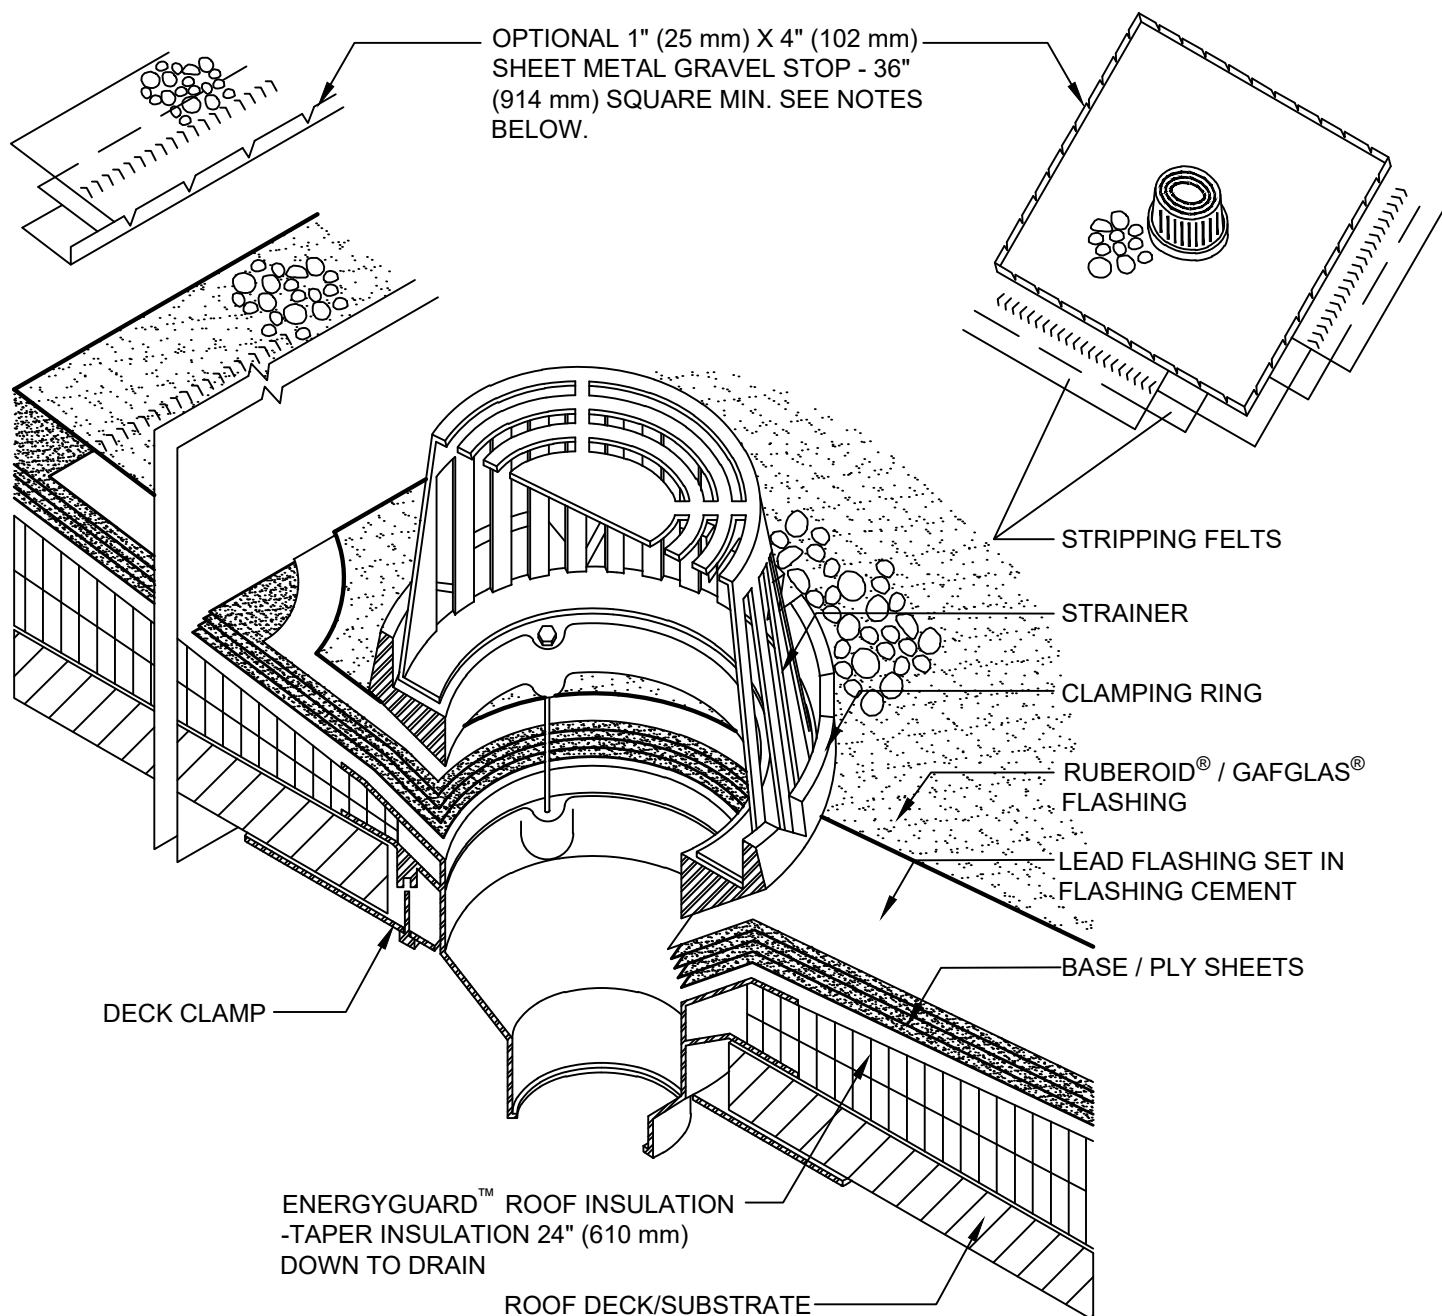 OPTIONAL 1" (25 mm) X 4" (102 mm)
SHEET METAL GRAVEL STOP - 36"
(914 mm) SQUARE MIN. SEE NOTES
BELOW.
STRIPPING FELTS
STRAINER
CLAMPING RING
RUBEROID® / GAFGLAS®
FLASHING
LEAD FLASHING SET IN
FLASHING CEMENT
BASE / PLY SHEETS
DECK CLAMP
ENERGYGUARD™ ROOF INSULATION
-TAPER INSULATION 24" (610 mm)
DOWN TO DRAIN
ROOF DECK/SUBSTRATE